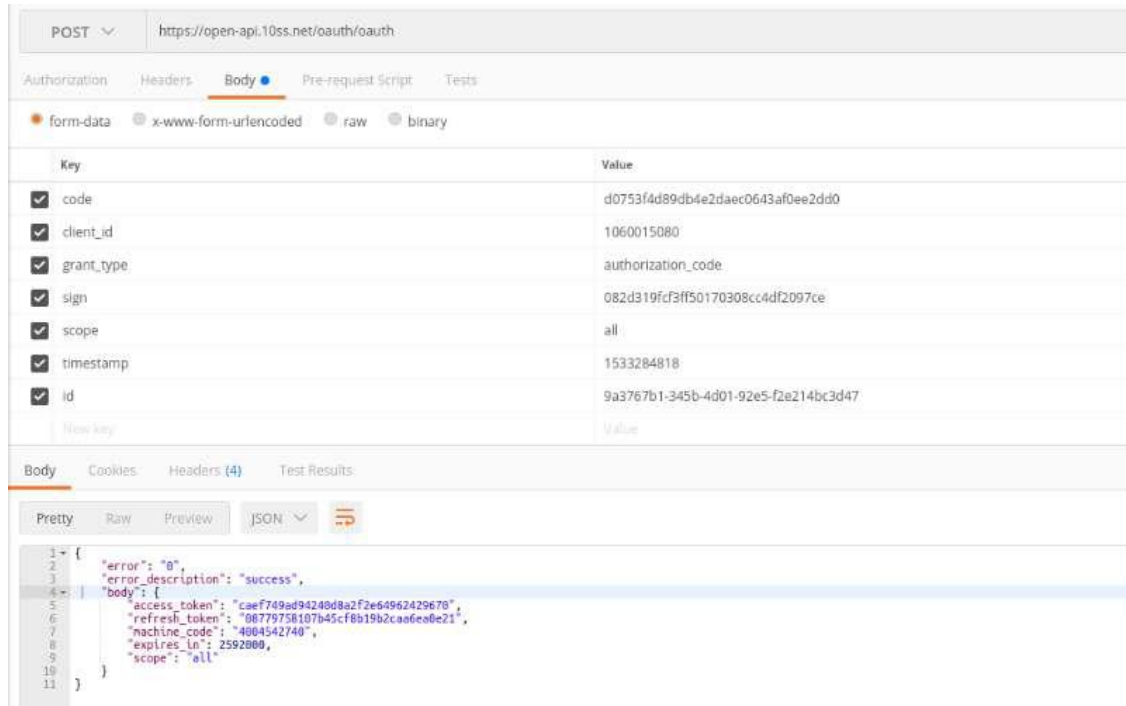 POST https://open-api.10ss.net/oauth/oauth
Authorization Headers Body Pre-request Script Tests
form-data x-www-form-urlencoded raw binary
Key Value
code d0753f4d89db4e2daec0643af0ee2dd0
client_id 1060015080
grant_type authorization_code
sign 082d319fcf3ff50170308cc4df2097ce
scope all
timestamp 1533284818
id 9a3767b1-345b-4d01-92e5-f2e214bc3d47
New key Value
Body Cookies Headers (4) Test Results
Pretty Raw Preview JSON
1 {
2 "error": "0",
3 "error_description": "success",
4 "body": {
5 "access_token": "caef749ad94240d8a2f2e64962429670",
6 "refresh_token": "08779758107b45cf8b19b2caa6ea0e21",
7 "machine_code": "4004542740",
8 "expires_in": 2592000,
9 "scope": "all"
10 }
11 }